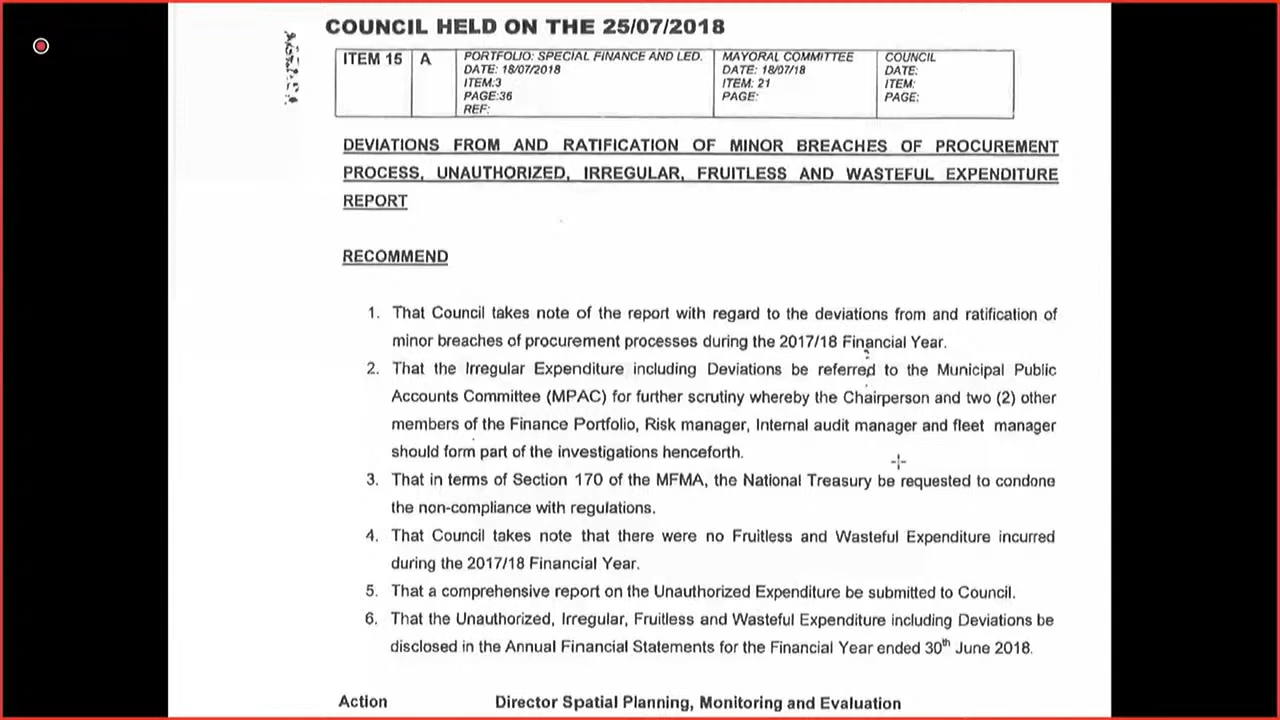 COUNCIL HELD ON THE 25/07/2018
ITEM 15 A PORTFOLIO: SPECIAL FINANCE AND LED. MAYORAL COMMITTEE COUNCIL
DATE: 18/07/2018 DATE: 18/07/18 DATE:
ITEM:3 ITEM: 21 ITEM:
PAGE:36 PAGE: PAGE:
REF:
DEVIATIONS FROM AND RATIFICATION OF MINOR BREACHES OF PROCUREMENT
PROCESS, UNAUTHORIZED, IRREGULAR, FRUITLESS AND WASTEFUL EXPENDITURE
REPORT
RECOMMEND
1. That Council takes note of the report with regard to the deviations from and ratification of
minor breaches of procurement processes during the 2017/18 Financial Year.
2. That the Irregular Expenditure including Deviations be referred to the Municipal Public
Accounts Committee (MPAC) for further scrutiny whereby the Chairperson and two (2) other
members of the Finance Portfolio, Risk manager, Internal audit manager and fleet manager
should form part of the investigations henceforth.
3. That in terms of Section 170 of the MFMA, the National Treasury be requested to condone
the non-compliance with regulations.
4. That Council takes note that there were no Fruitless and Wasteful Expenditure incurred
during the 2017/18 Financial Year.
5. That a comprehensive report on the Unauthorized Expenditure be submitted to Council.
6. That the Unauthorized, Irregular, Fruitless and Wasteful Expenditure including Deviations be
disclosed in the Annual Financial Statements for the Financial Year ended 30th June 2018.
Action Director Spatial Planning, Monitoring and Evaluation